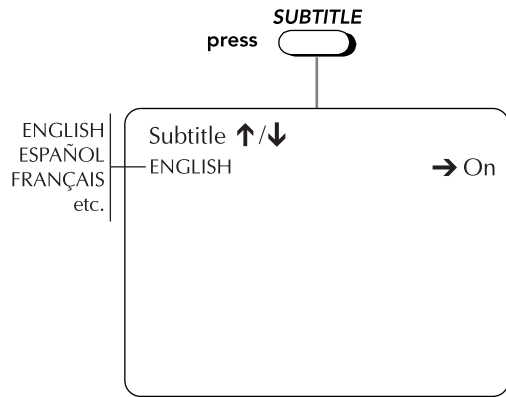 SUBTITLE
press
ENGLISH
ESPAÑOL
FRANÇAIS
etc.
Subtitle ↑/↓
ENGLISH → On